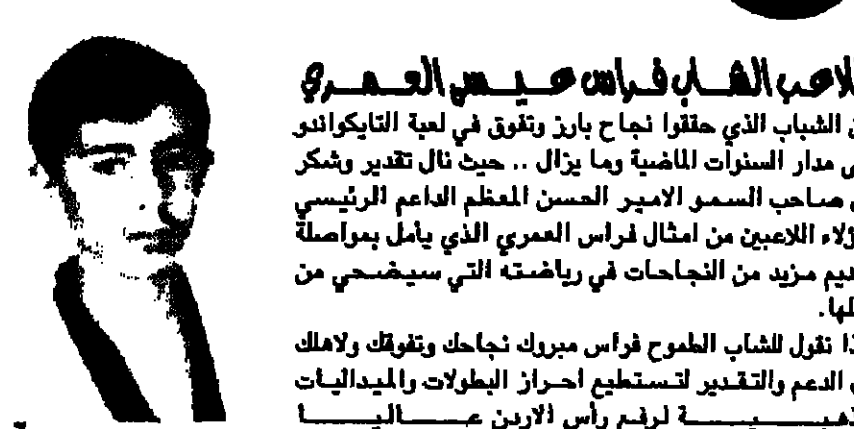 الشاب فراس عيسى العمري
الشباب الذي حققوا نجاح بارز وتفوق في لعبة التايكواندو
مدار السنوات الماضية وما يزال .. حيث نال تقدير وشكر
صاحب السمو الامير الحسن المعظم الداعم الرئيسي
اللاعبين من امثال فراس العمري الذي يأمل بمواصلة
مزيد من النجاحات في رياضته التي سيضحي من
نقول للشاب الطموح فراس مبروك نجاحك وتفوقك ولاهلك
الدعم والتقدير لتستطيع احراز البطولات والميداليات
لرفع رأس الاردن عاليا